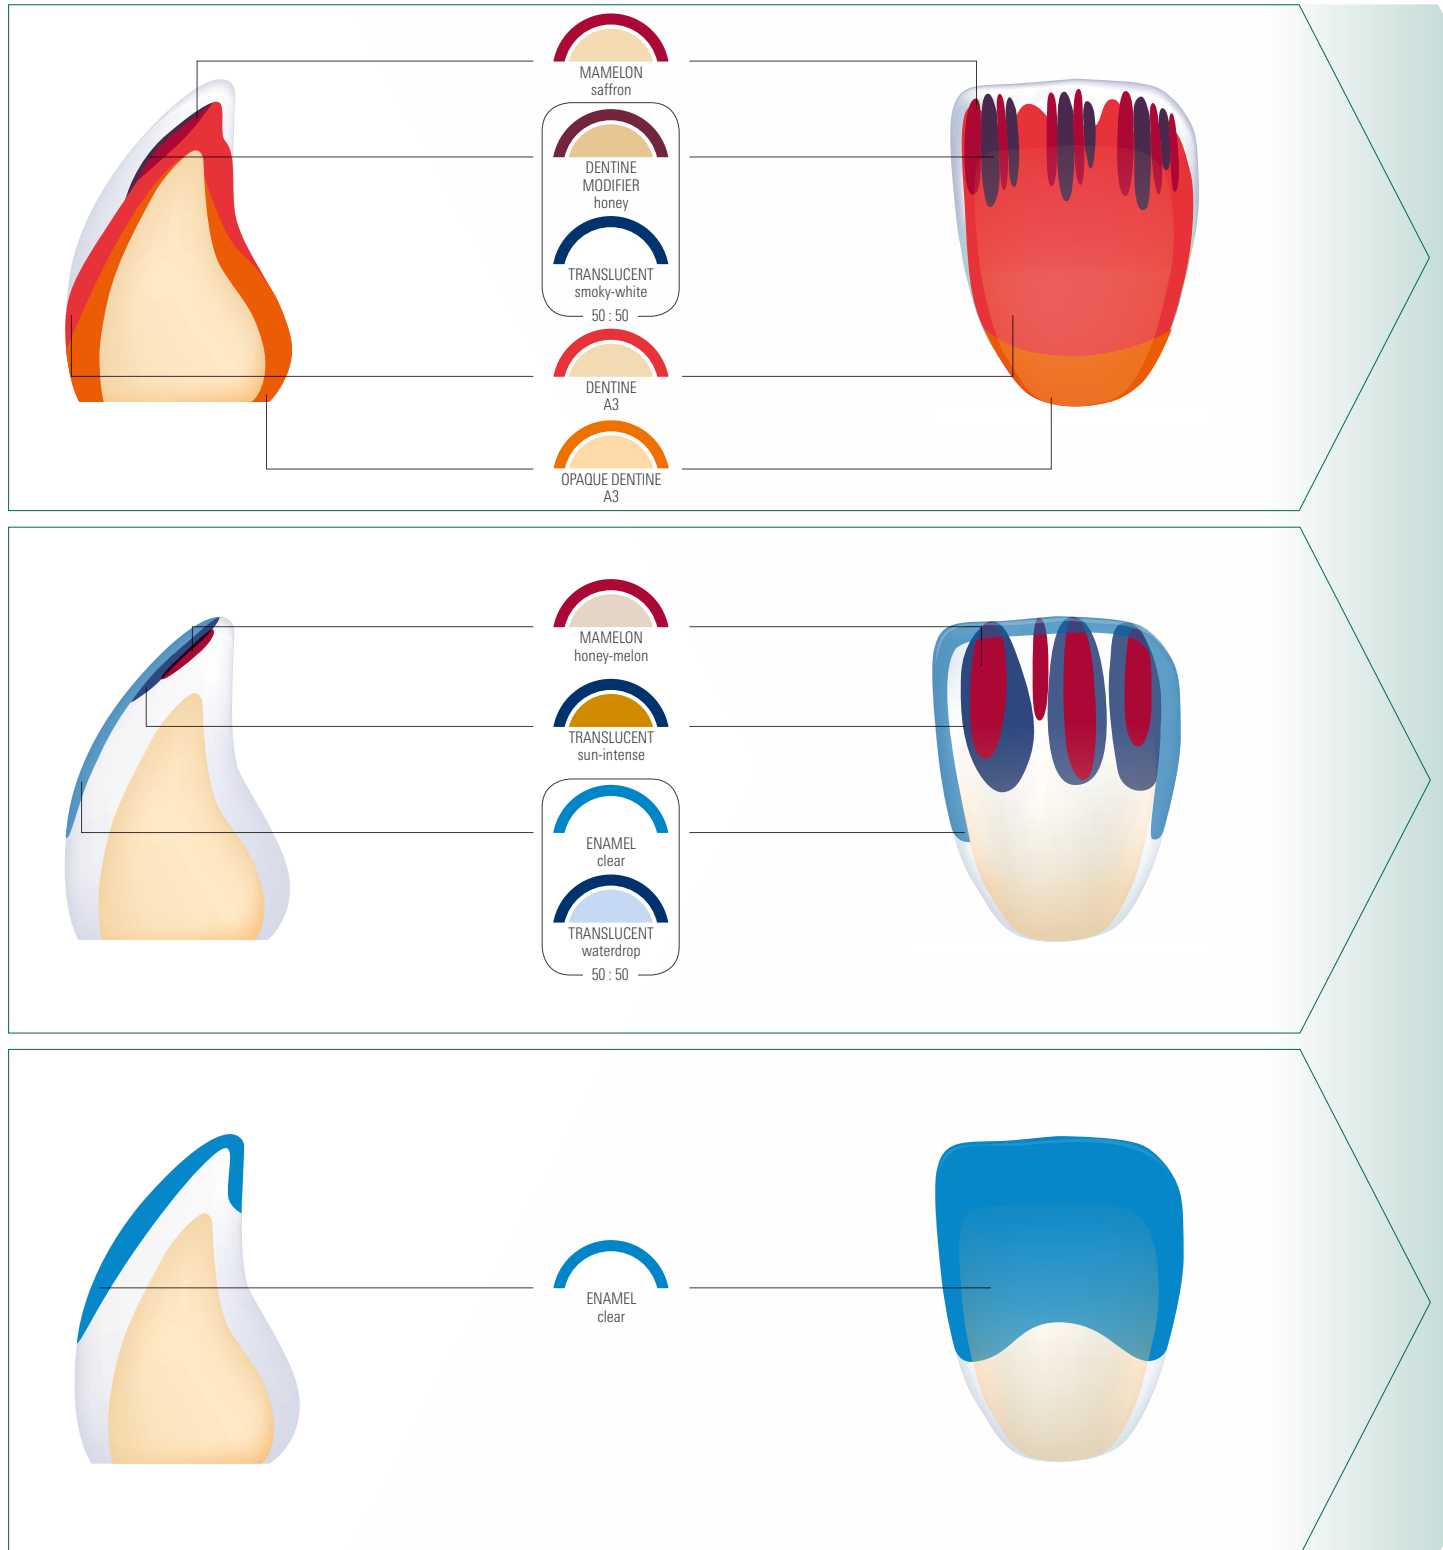 MAMELON
saffron
DENTINE
MODIFIER
honey
TRANSLUCENT
smoky-white
50 : 50
DENTINE
A3
OPAQUE DENTINE
A3
MAMELON
honey-melon
TRANSLUCENT
sun-intense
ENAMEL
clear
TRANSLUCENT
waterdrop
50 : 50
ENAMEL
clear